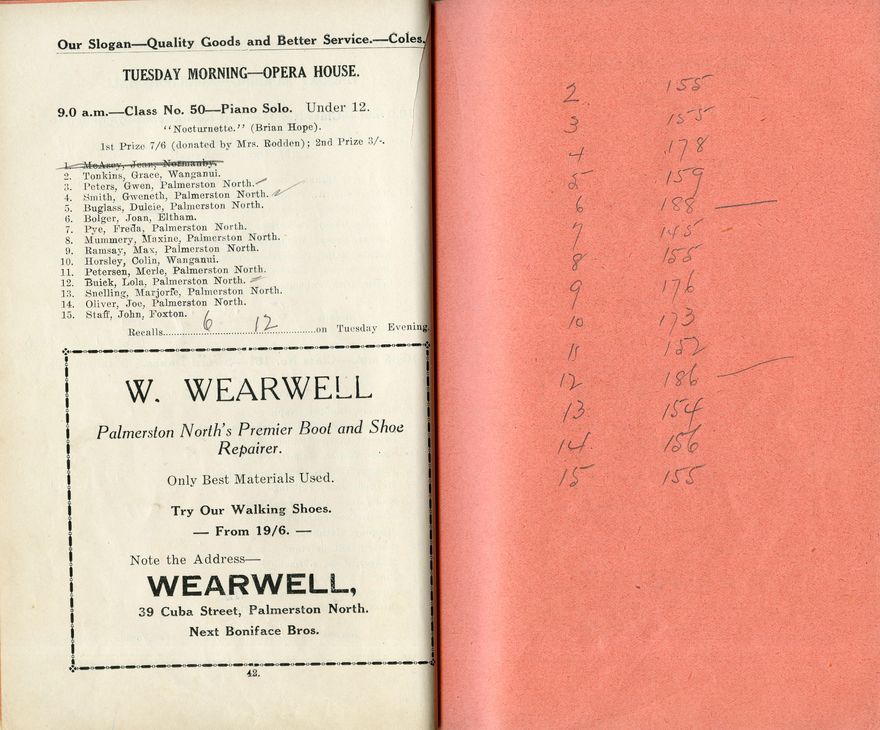 Our Slogan—Quality Goods and Better Service.—Coles.
TUESDAY MORNING—OPERA HOUSE.
9.0 a.m.—Class No. 50—Piano Solo. Under 12.
"Nocturnette." (Brian Hope).
1st Prize 7/6 (donated by Mrs. Rodden); 2nd Prize 3/-.
1. McAsey, Jean, Normanby.
2. Tonkins, Grace, Wanganui.
3. Peters, Gwen, Palmerston North.
4. Smith, Gweneth, Palmerston North.
5. Buglass, Dulcie, Palmerston North.
6. Bolger, Joan, Eltham.
7. Pye, Freda, Palmerston North.
8. Mummery, Maxine, Palmerston North.
9. Ramsay, Max, Palmerston North.
10. Horsley, Colin, Wanganui.
11. Petersen, Merle, Palmerston North.
12. Buick, Lola, Palmerston North.
13. Snelling, Marjorie, Palmerston North.
14. Oliver, Joe, Palmerston North.
15. Staff, John, Foxton.
Recalls 6 12 on Tuesday Evening.
W. WEARWELL
Palmerston North's Premier Boot and Shoe
Repairer.
Only Best Materials Used.
Try Our Walking Shoes.
— From 19/6. —
Note the Address—
WEARWELL,
39 Cuba Street, Palmerston North.
Next Boniface Bros.
42.
2 155
3 155
4 178
5 159
6 188 —
7 145
8 155
9 176
10 173
11 152
12 186 —
13 154
14 156
15 155